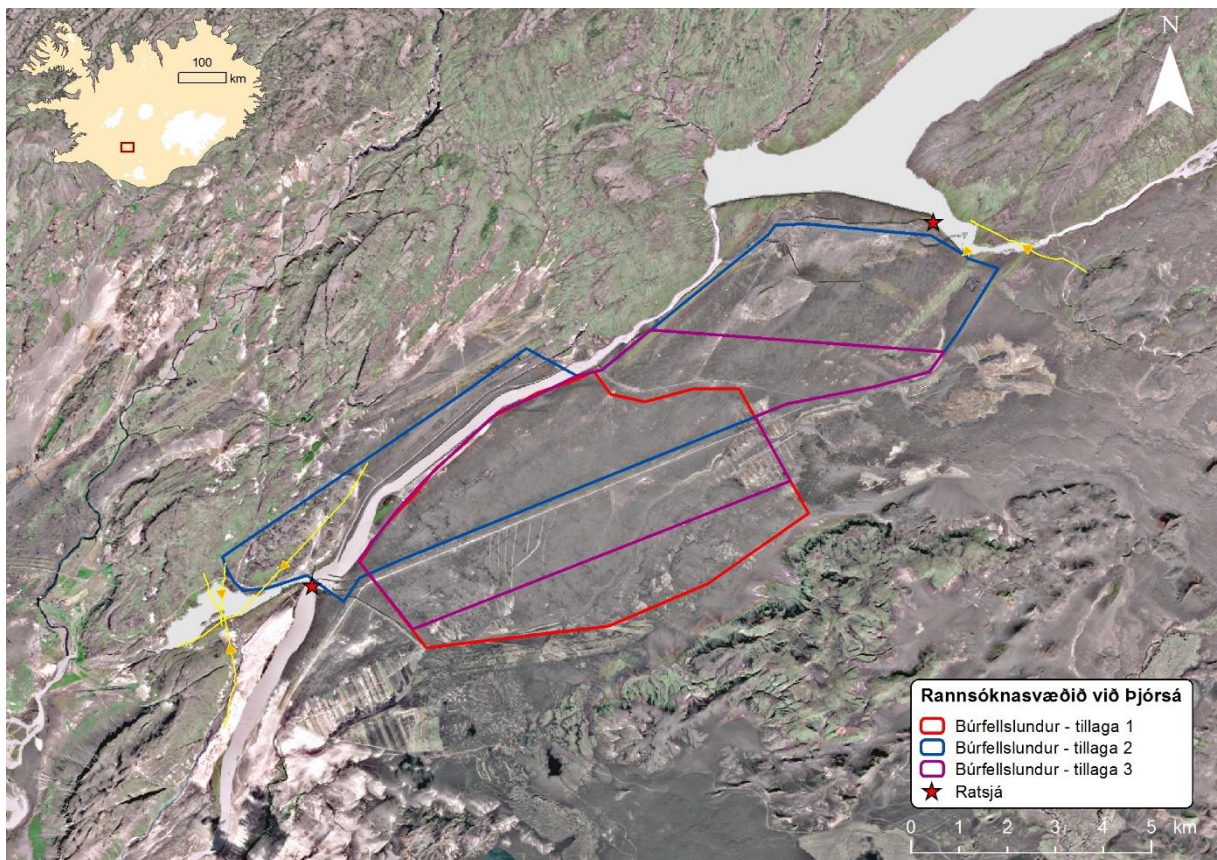 100
km
N
Rannsóknasvæðið við Þjórsá
Búrfellslundur - tillaga 1
Búrfellslundur - tillaga 2
Búrfellslundur - tillaga 3
Ratsjá
0 1 2 3 4 5
km